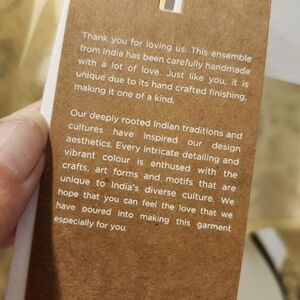 Thank you for loving us. This ensemble
from India has been carefully handmade
with a lot of love. Just like you, it is
unique due to its hand crafted finishing,
making it one of a kind.
Our deeply rooted Indian traditions and
cultures have inspired our design
aesthetics. Every intricate detailing and
vibrant colour is enthused with the
crafts, art forms and motifs that are
unique to India's diverse culture. We
hope that you can feel the love that we
have poured into making this garment
especially for you.